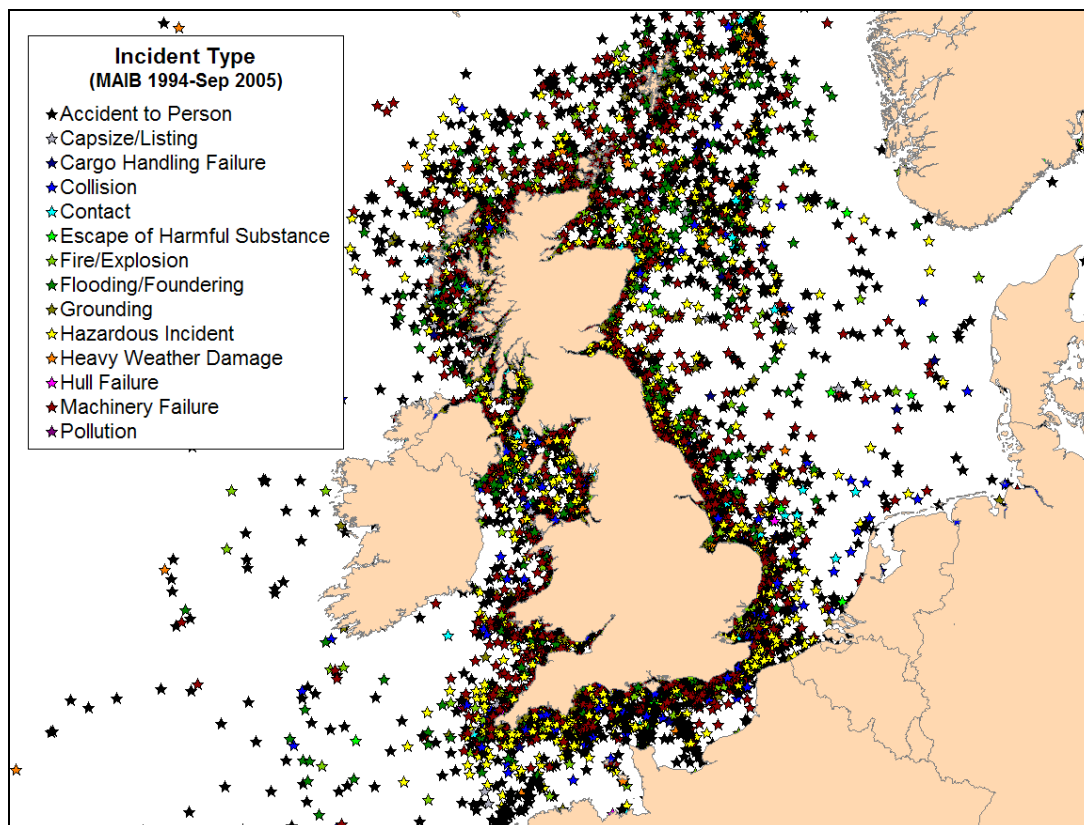 Incident Type
(MAIB 1994-Sep 2005)
Accident to Person
Capsize/Listing
Cargo Handling Failure
Collision
Contact
Escape of Harmful Substance
Fire/Explosion
Flooding/Foundering
Grounding
Hazardous Incident
Heavy Weather Damage
Hull Failure
Machinery Failure
Pollution